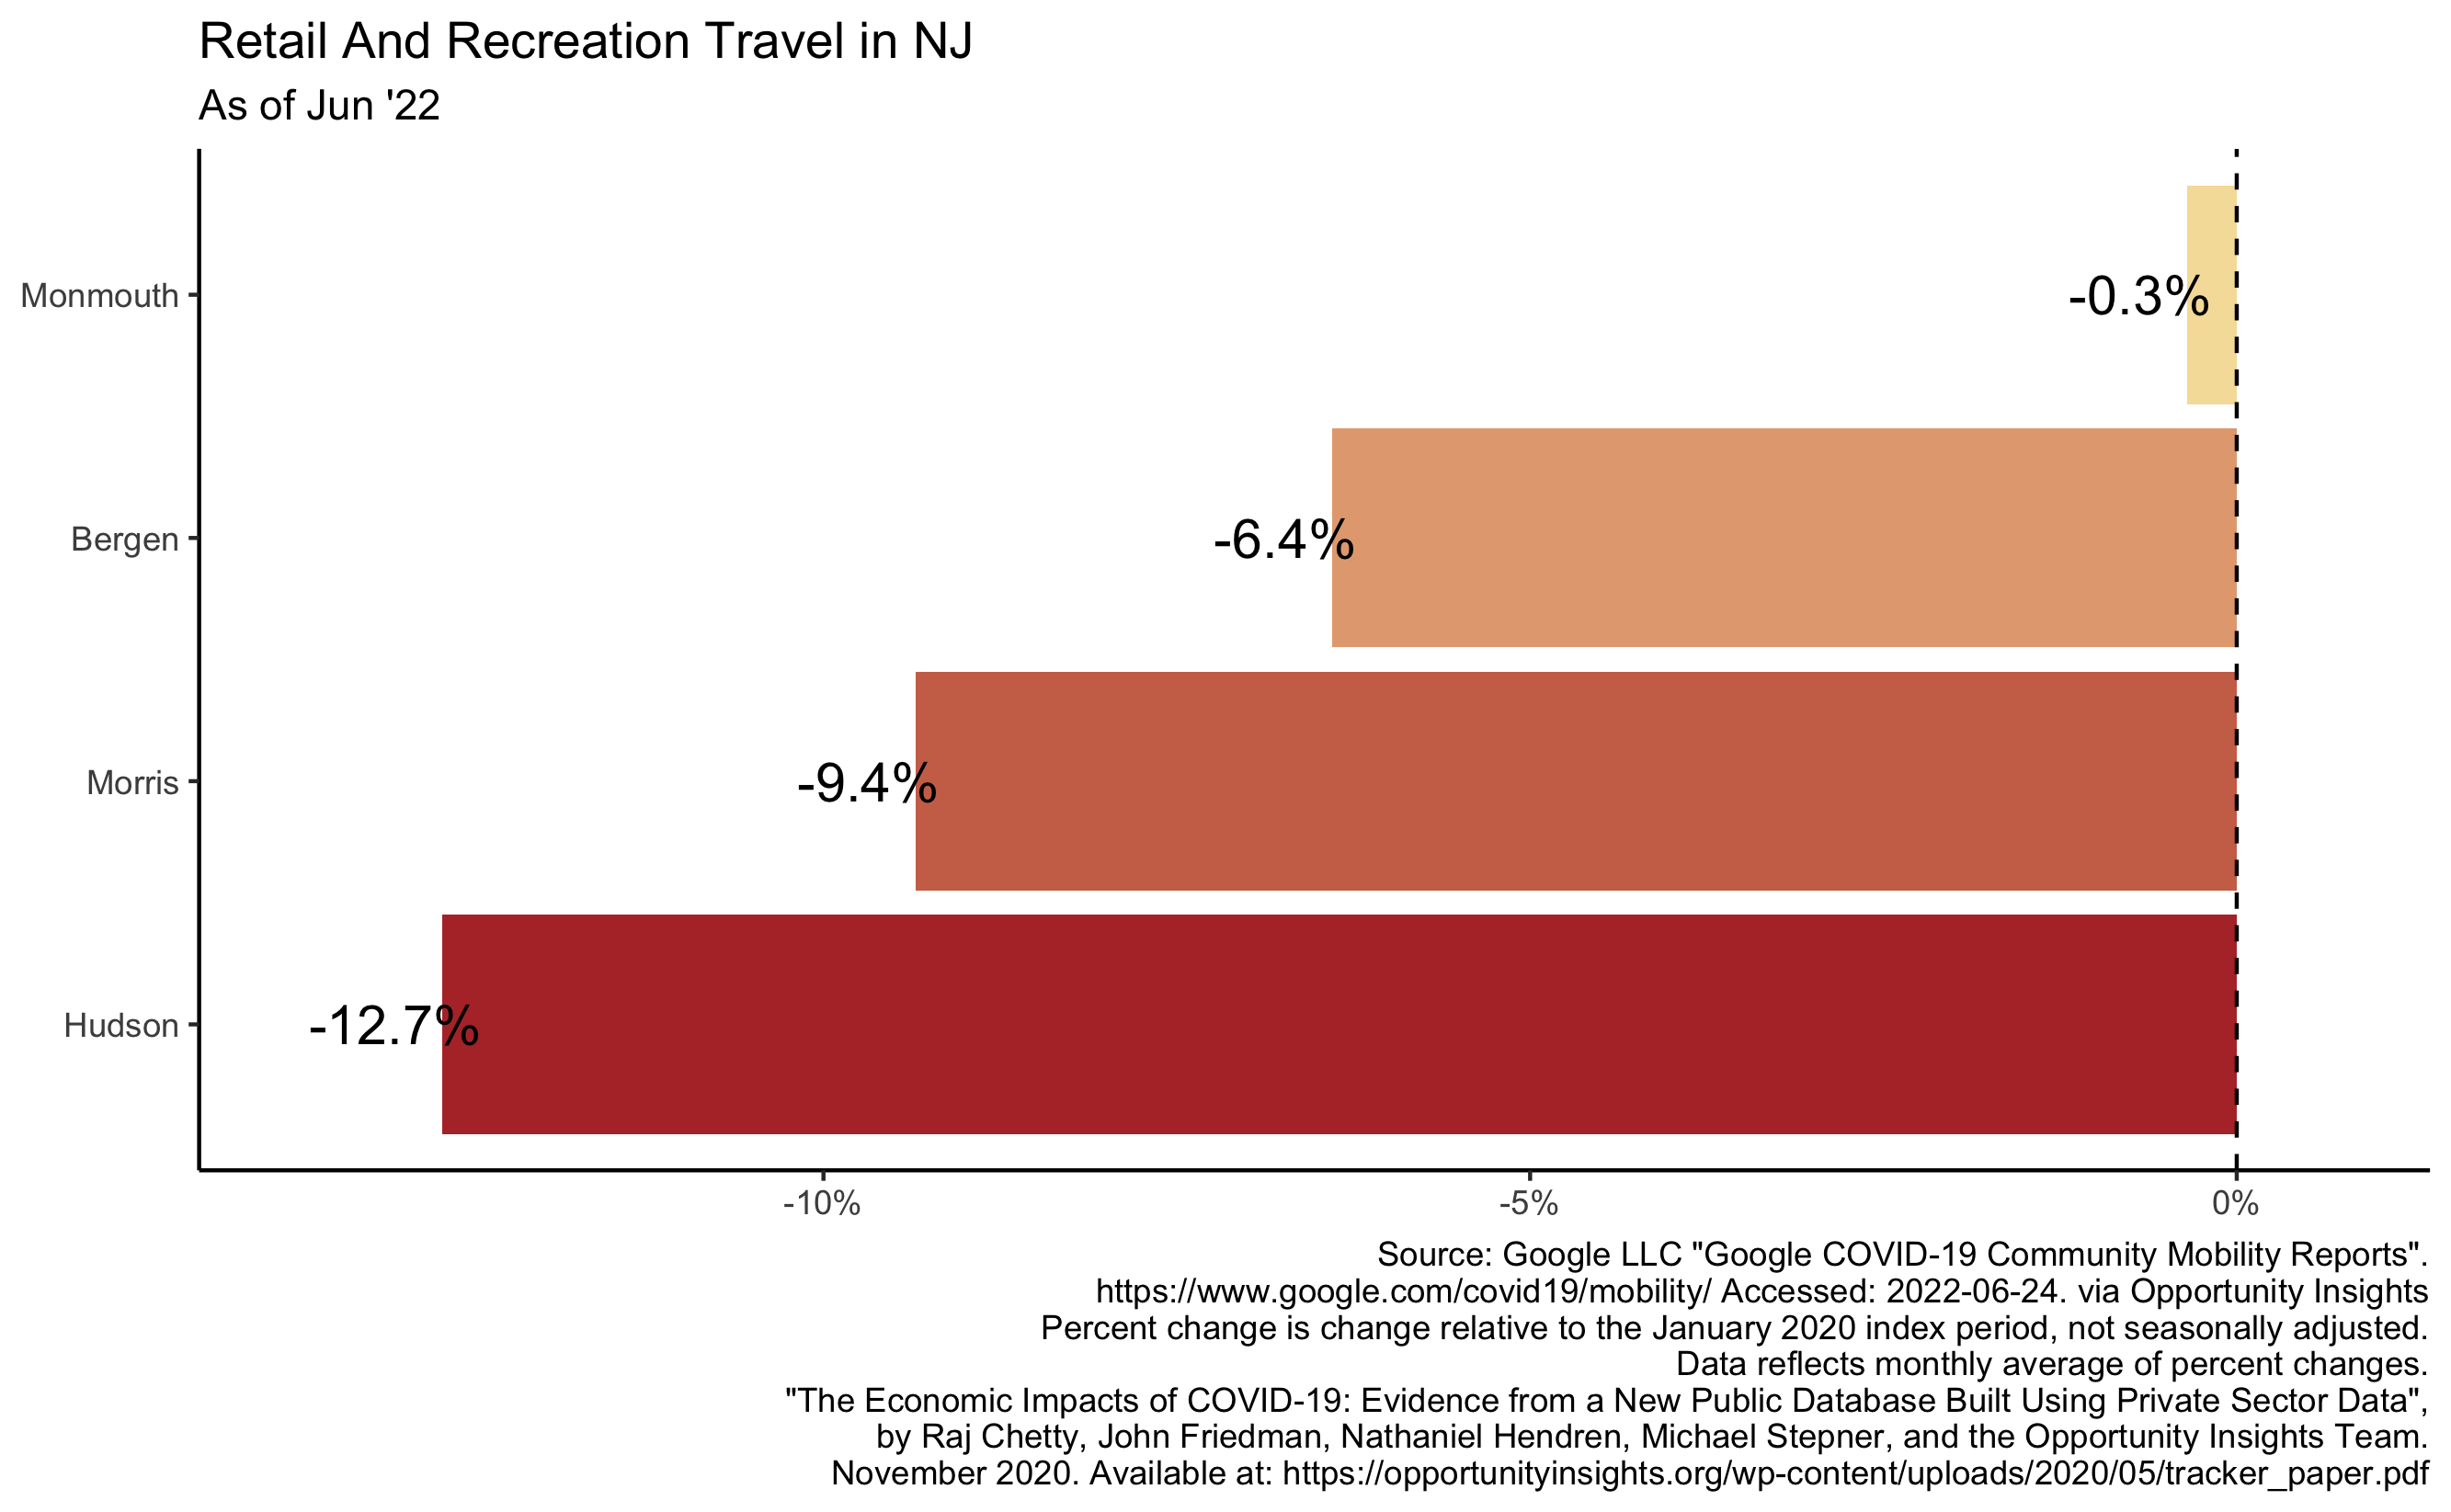 Retail And Recreation Travel in NJ
As of Jun '22
Monmouth
-0.3%
Bergen
-6.4%
Morris
-9.4%
Hudson
-12.7%
-10%
-5%
0%
Source: Google LLC "Google COVID-19 Community Mobility Reports".
https://www.google.com/covid19/mobility/ Accessed: 2022-06-24. via Opportunity Insights
Percent change is change relative to the January 2020 index period, not seasonally adjusted.
Data reflects monthly average of percent changes.
"The Economic Impacts of COVID-19: Evidence from a New Public Database Built Using Private Sector Data",
by Raj Chetty, John Friedman, Nathaniel Hendren, Michael Stepner, and the Opportunity Insights Team.
November 2020. Available at: https://opportunityinsights.org/wp-content/uploads/2020/05/tracker_paper.pdf